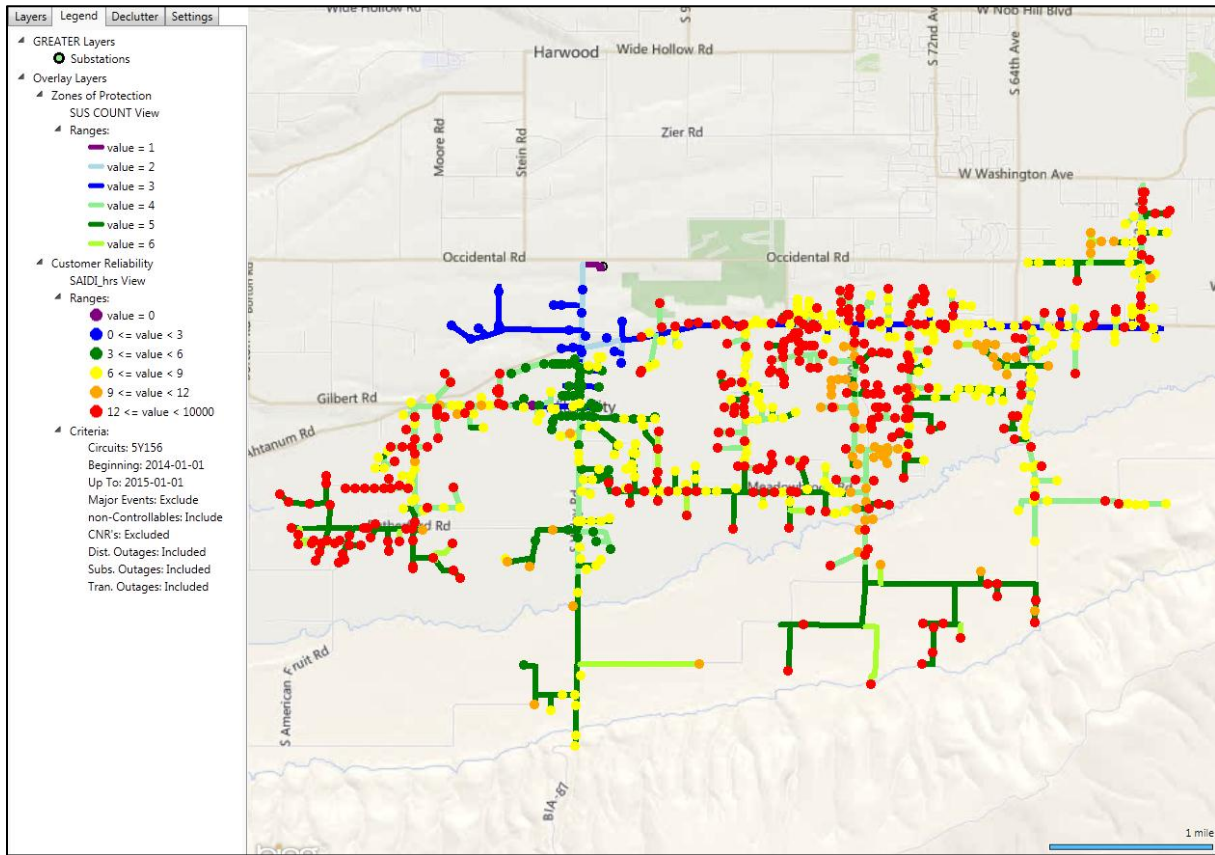 Layers Legend Declutter Settings
GREATER Layers
Substations
Overlay Layers
Zones of Protection
SUS COUNT View
Ranges:
value = 1
value = 2
value = 3
value = 4
value = 5
value = 6
Customer Reliability
SAIDI_hrs View
Ranges:
value = 0
0 <= value < 3
3 <= value < 6
6 <= value < 9
9 <= value < 12
12 <= value < 10000
Criteria:
Circuits: 5Y156
Beginning: 2014-01-01
Up To: 2015-01-01
Major Events: Exclude
non-Controllables: Include
CNR's: Excluded
Dist. Outages: Included
Subs. Outages: Included
Tran. Outages: Included
Wide Hollow Rd
W Nob Hill Blvd
Harwood
Wide Hollow Rd
S 72nd Av
S 64th Ave
Moore Rd
Stein Rd
Zier Rd
W Washington Ave
Occidental Rd
Occidental Rd
Gilbert Rd
Ahtanum Rd
S American Fruit Rd
BIA-87
bing
1 mile